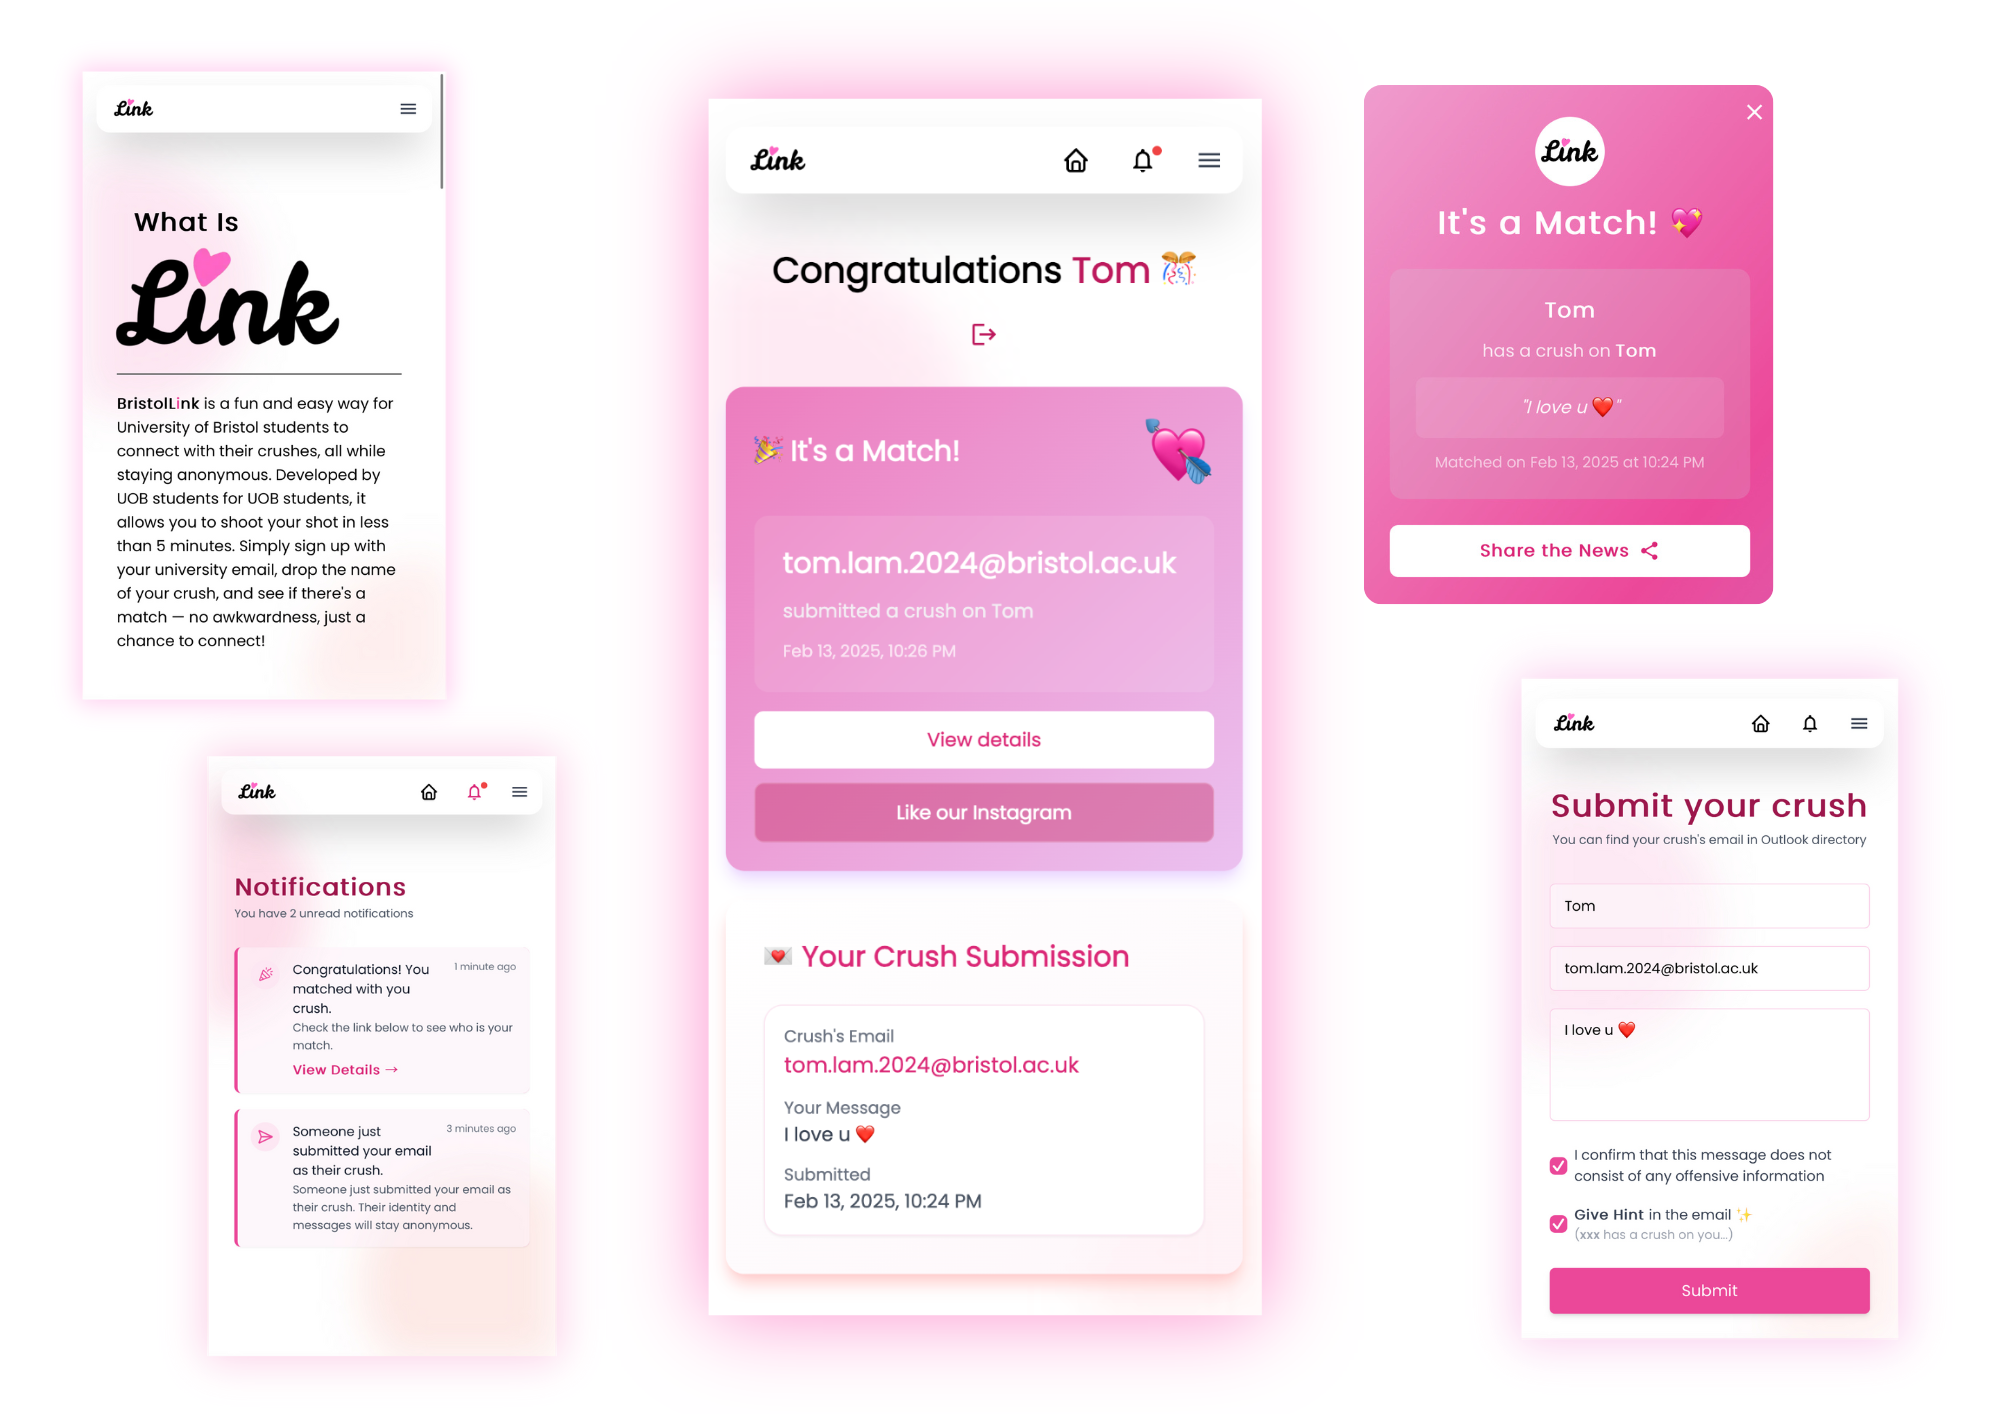 Link
What Is
Link
BristolLink is a fun and easy way for
University of Bristol students to
connect with their crushes, all while
staying anonymous. Developed by
UOB students for UOB students, it
allows you to shoot your shot in less
than 5 minutes. Simply sign up with
your university email, drop the name
of your crush, and see if there's a
match — no awkwardness, just a
chance to connect!
Link
Notifications
You have 2 unread notifications
Congratulations! You
matched with you
crush.
1 minute ago
Check the link below to see who is your
match.
View Details →
Someone just
submitted your email
as their crush.
3 minutes ago
Someone just submitted your email as
their crush. Their identity and
messages will stay anonymous.
Link
Congratulations Tom 🎊
🎉 It's a Match! 💘
tom.lam.2024@bristol.ac.uk
submitted a crush on Tom
Feb 13, 2025, 10:26 PM
View details
Like our Instagram
💌 Your Crush Submission
Crush's Email
tom.lam.2024@bristol.ac.uk
Your Message
I love u ❤️
Submitted
Feb 13, 2025, 10:24 PM
Link
It's a Match! 💖
Tom
has a crush on Tom
"I love u ❤️"
Matched on Feb 13, 2025 at 10:24 PM
Share the News
Link
Submit your crush
You can find your crush's email in Outlook directory
Tom
tom.lam.2024@bristol.ac.uk
I love u ❤️
I confirm that this message does not
consist of any offensive information
Give Hint in the email ✨
(xxx has a crush on you...)
Submit